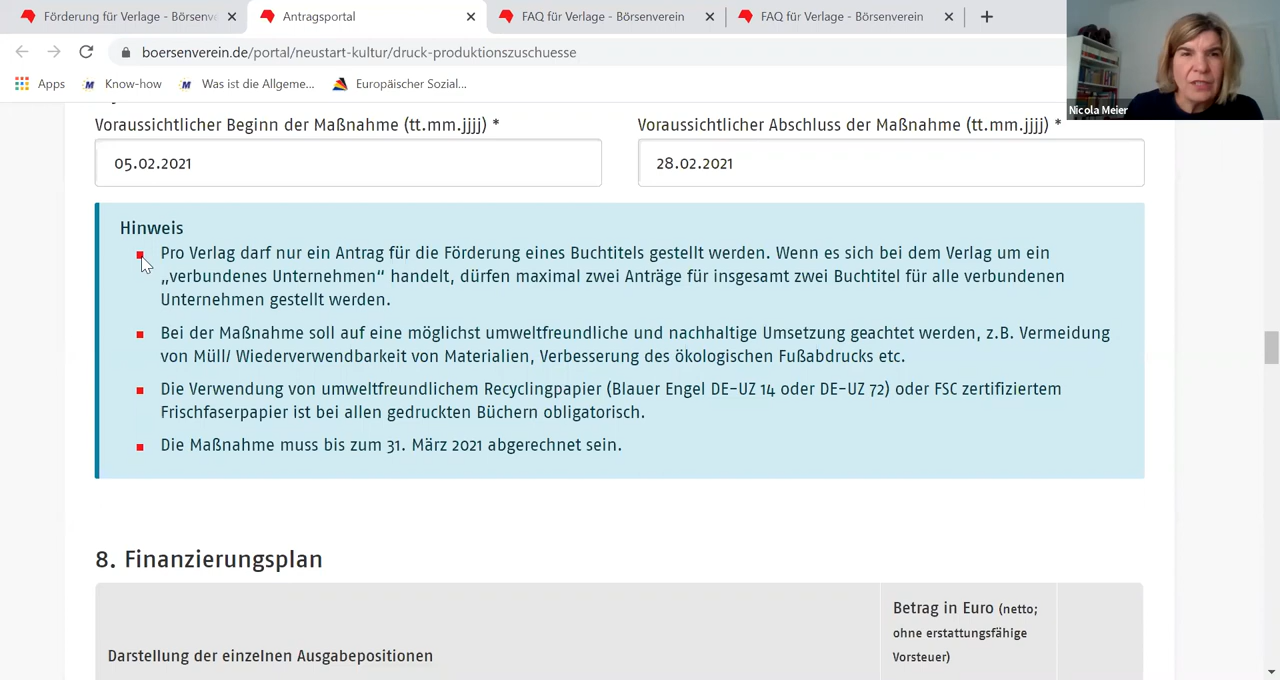 Förderung für Verlage - Börsenv
Antragsportal
FAQ für Verlage - Börsenverein
FAQ für Verlage - Börsenverein
boersenverein.de/portal/neustart-kultur/druck-produktionszuschuesse
Apps
Know-how
Was ist die Allgeme...
Europäischer Sozial...
Nicola Meier
Voraussichtlicher Beginn der Maßnahme (tt.mm.jjjj) *
Voraussichtlicher Abschluss der Maßnahme (tt.mm.jjjj) *
05.02.2021
28.02.2021
Hinweis
Pro Verlag darf nur ein Antrag für die Förderung eines Buchtitels gestellt werden. Wenn es sich bei dem Verlag um ein
„verbundenes Unternehmen“ handelt, dürfen maximal zwei Anträge für insgesamt zwei Buchtitel für alle verbundenen
Unternehmen gestellt werden.
Bei der Maßnahme soll auf eine möglichst umweltfreundliche und nachhaltige Umsetzung geachtet werden, z.B. Vermeidung
von Müll/ Wiederverwendbarkeit von Materialien, Verbesserung des ökologischen Fußabdrucks etc.
Die Verwendung von umweltfreundlichem Recyclingpapier (Blauer Engel DE-UZ 14 oder DE-UZ 72) oder FSC zertifiziertem
Frischfaserpapier ist bei allen gedruckten Büchern obligatorisch.
Die Maßnahme muss bis zum 31. März 2021 abgerechnet sein.
8. Finanzierungsplan
Darstellung der einzelnen Ausgabepositionen
Betrag in Euro (netto;
ohne erstattungsfähige
Vorsteuer)